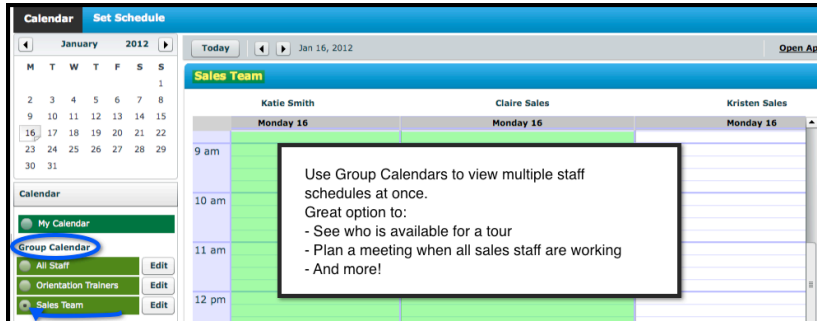 Calendar Set Schedule
January 2012
M T W T F S S
1
2 3 4 5 6 7 8
9 10 11 12 13 14 15
16 17 18 19 20 21 22
23 24 25 26 27 28 29
30 31
Calendar
My Calendar
Group Calendar
All Staff Edit
Orientation Trainers Edit
Sales Team Edit
Today Jan 16, 2012 Open Ap
Sales Team
Katie Smith Claire Sales Kristen Sales
Monday 16 Monday 16 Monday 16
9 am
10 am
11 am
12 pm
Use Group Calendars to view multiple staff
schedules at once.
Great option to:
- See who is available for a tour
- Plan a meeting when all sales staff are working
- And more!